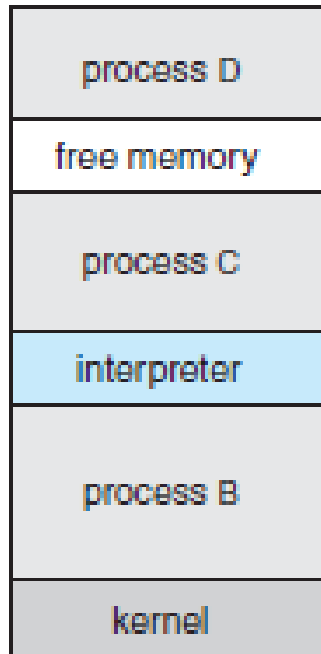 process D
free memory
process C
interpreter
process B
kernel